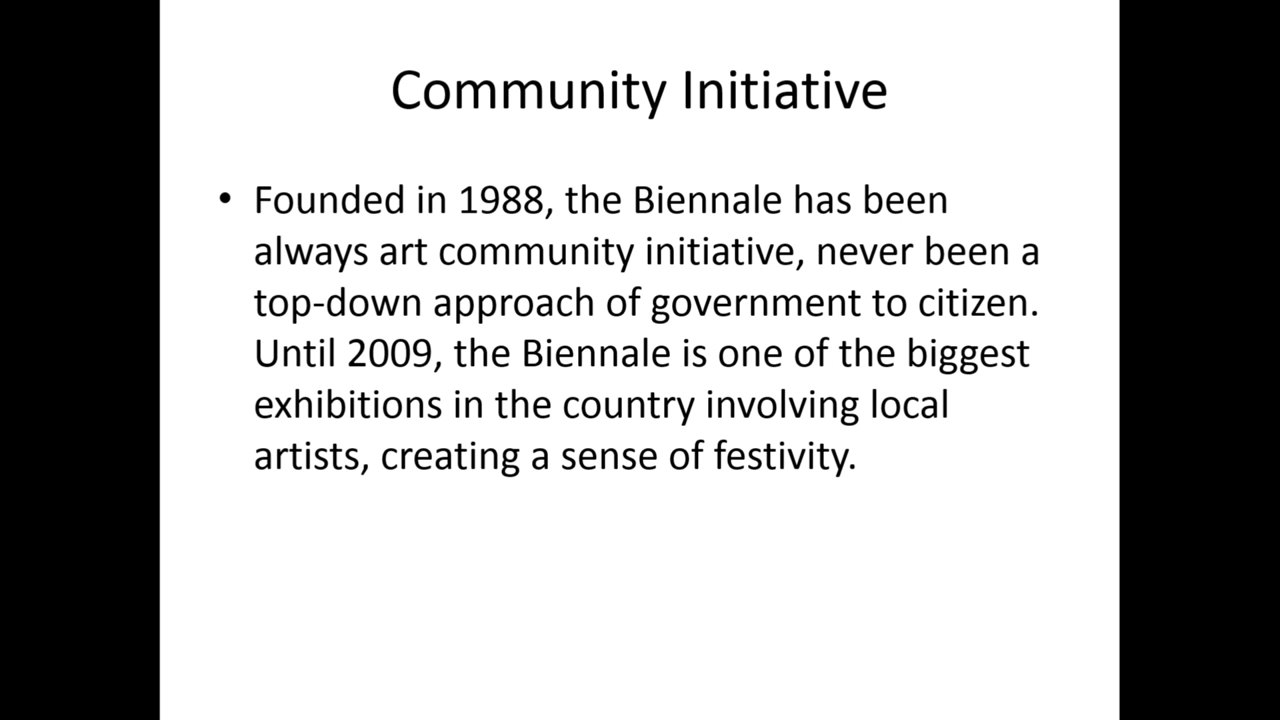 Community Initiative
• Founded in 1988, the Biennale has been
always art community initiative, never been a
top-down approach of government to citizen.
Until 2009, the Biennale is one of the biggest
exhibitions in the country involving local
artists, creating a sense of festivity.